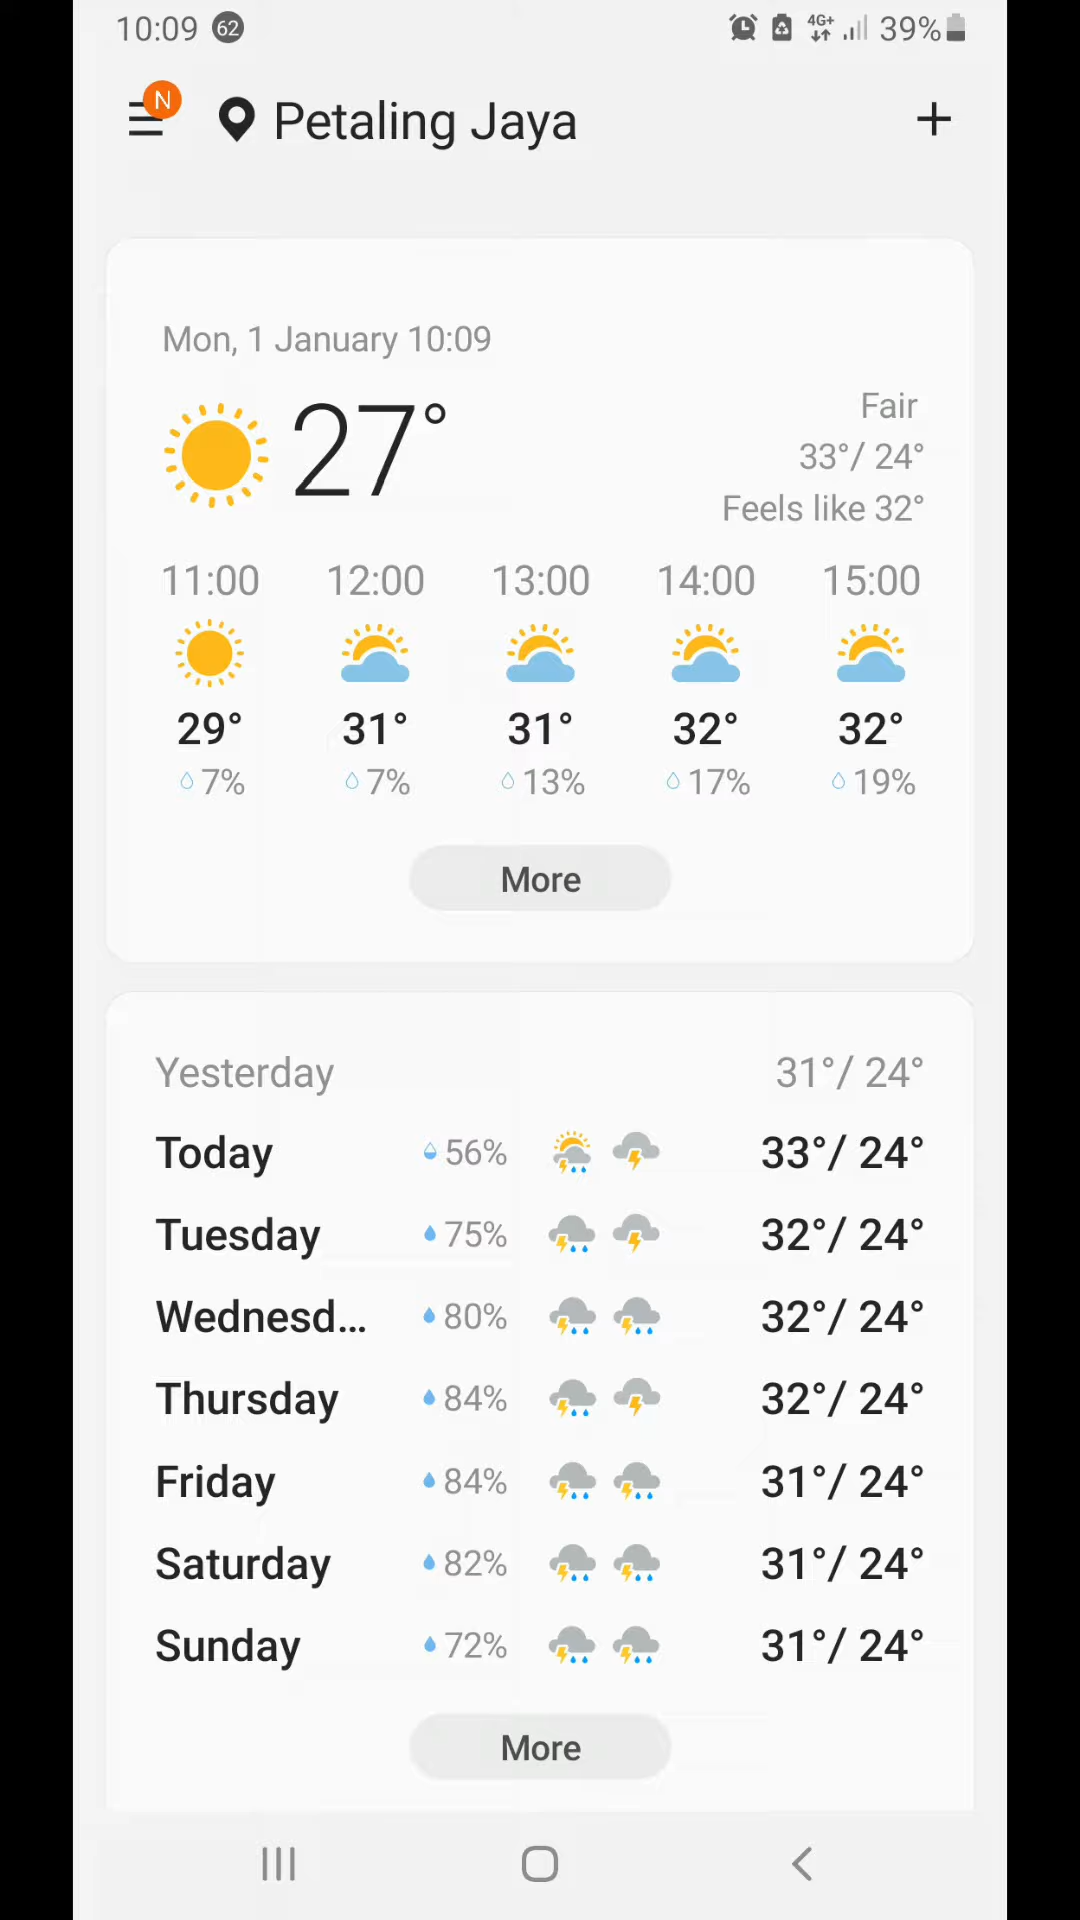 10:09 62 4G+ 39%
N
Petaling Jaya +
Mon, 1 January 10:09
27°
Fair
33°/ 24°
Feels like 32°
11:00 12:00 13:00 14:00 15:00
29° 31° 31° 32° 32°
7% 7% 13% 17% 19%
More
Yesterday 31°/ 24°
Today 56% 33°/ 24°
Tuesday 75% 32°/ 24°
Wednesd... 80% 32°/ 24°
Thursday 84% 32°/ 24°
Friday 84% 31°/ 24°
Saturday 82% 31°/ 24°
Sunday 72% 31°/ 24°
More